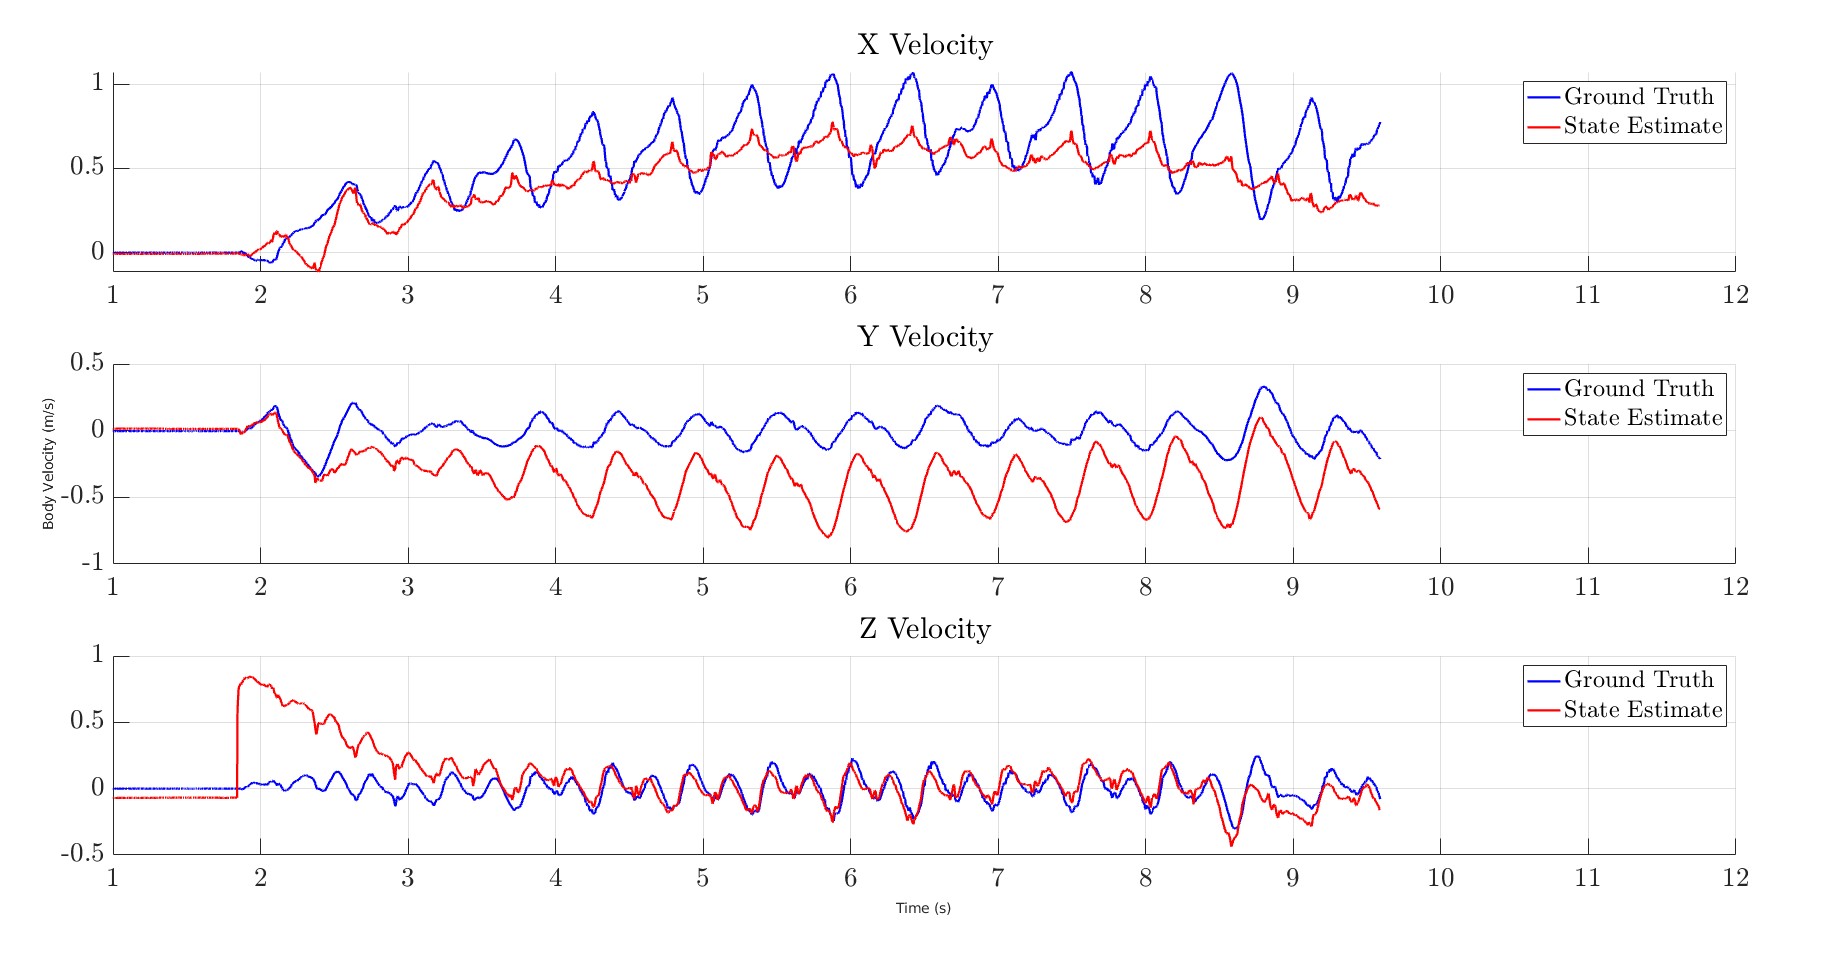 X Velocity
1
0.5
0
Ground Truth
State Estimate
1 2 3 4 5 6 7 8 9 10 11 12
Y Velocity
0.5
0
-0.5
-1
Ground Truth
State Estimate
Body Velocity (m/s)
1 2 3 4 5 6 7 8 9 10 11 12
Z Velocity
1
0.5
0
-0.5
Ground Truth
State Estimate
1 2 3 4 5 6 7 8 9 10 11 12
Time (s)